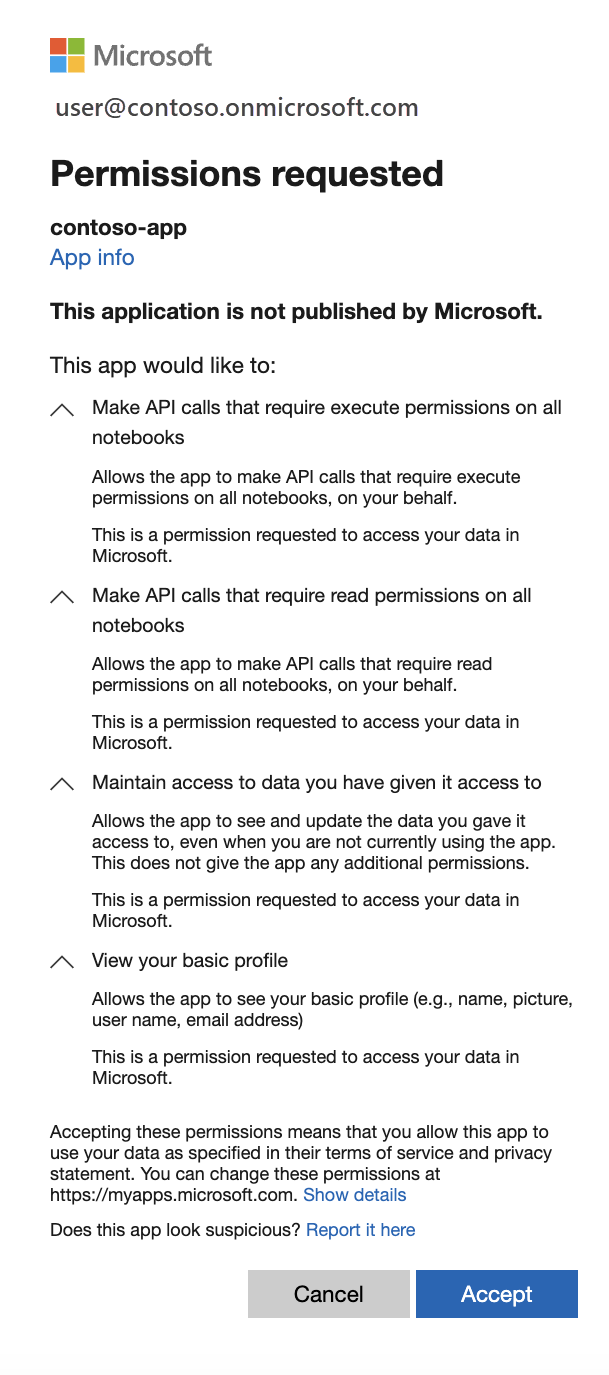 Microsoft
user@contoso.onmicrosoft.com
Permissions requested
contoso-app
App info
This application is not published by Microsoft.
This app would like to:
Make API calls that require execute permissions on all
notebooks
Allows the app to make API calls that require execute
permissions on all notebooks, on your behalf.
This is a permission requested to access your data in
Microsoft.
Make API calls that require read permissions on all
notebooks
Allows the app to make API calls that require read
permissions on all notebooks, on your behalf.
This is a permission requested to access your data in
Microsoft.
Maintain access to data you have given it access to
Allows the app to see and update the data you gave it
access to, even when you are not currently using the app.
This does not give the app any additional permissions.
This is a permission requested to access your data in
Microsoft.
View your basic profile
Allows the app to see your basic profile (e.g., name, picture,
user name, email address)
This is a permission requested to access your data in
Microsoft.
Accepting these permissions means that you allow this app to
use your data as specified in their terms of service and privacy
statement. You can change these permissions at
https://myapps.microsoft.com. Show details
Does this app look suspicious? Report it here
Cancel Accept